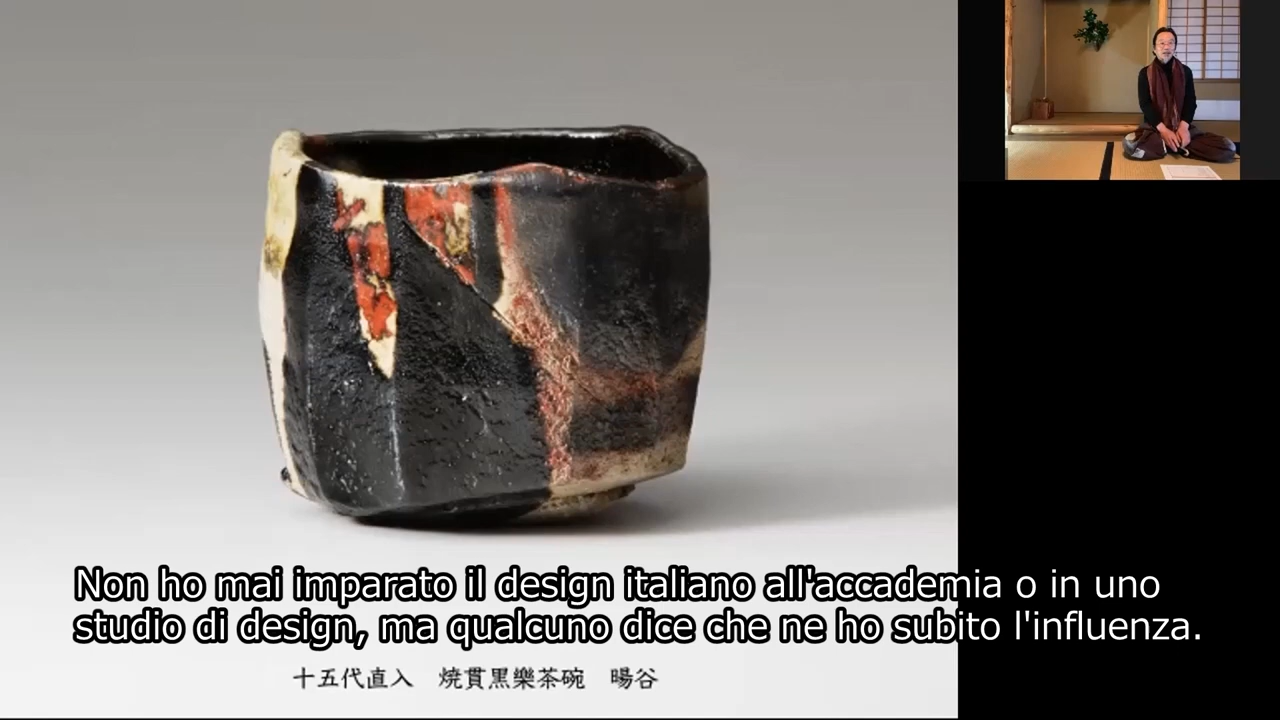 Non ho mai imparato il design italiano all'accademia o in uno
studio di design, ma qualcuno dice che ne ho subito l'influenza.
十五代直入 焼貫黒樂茶碗 暘谷